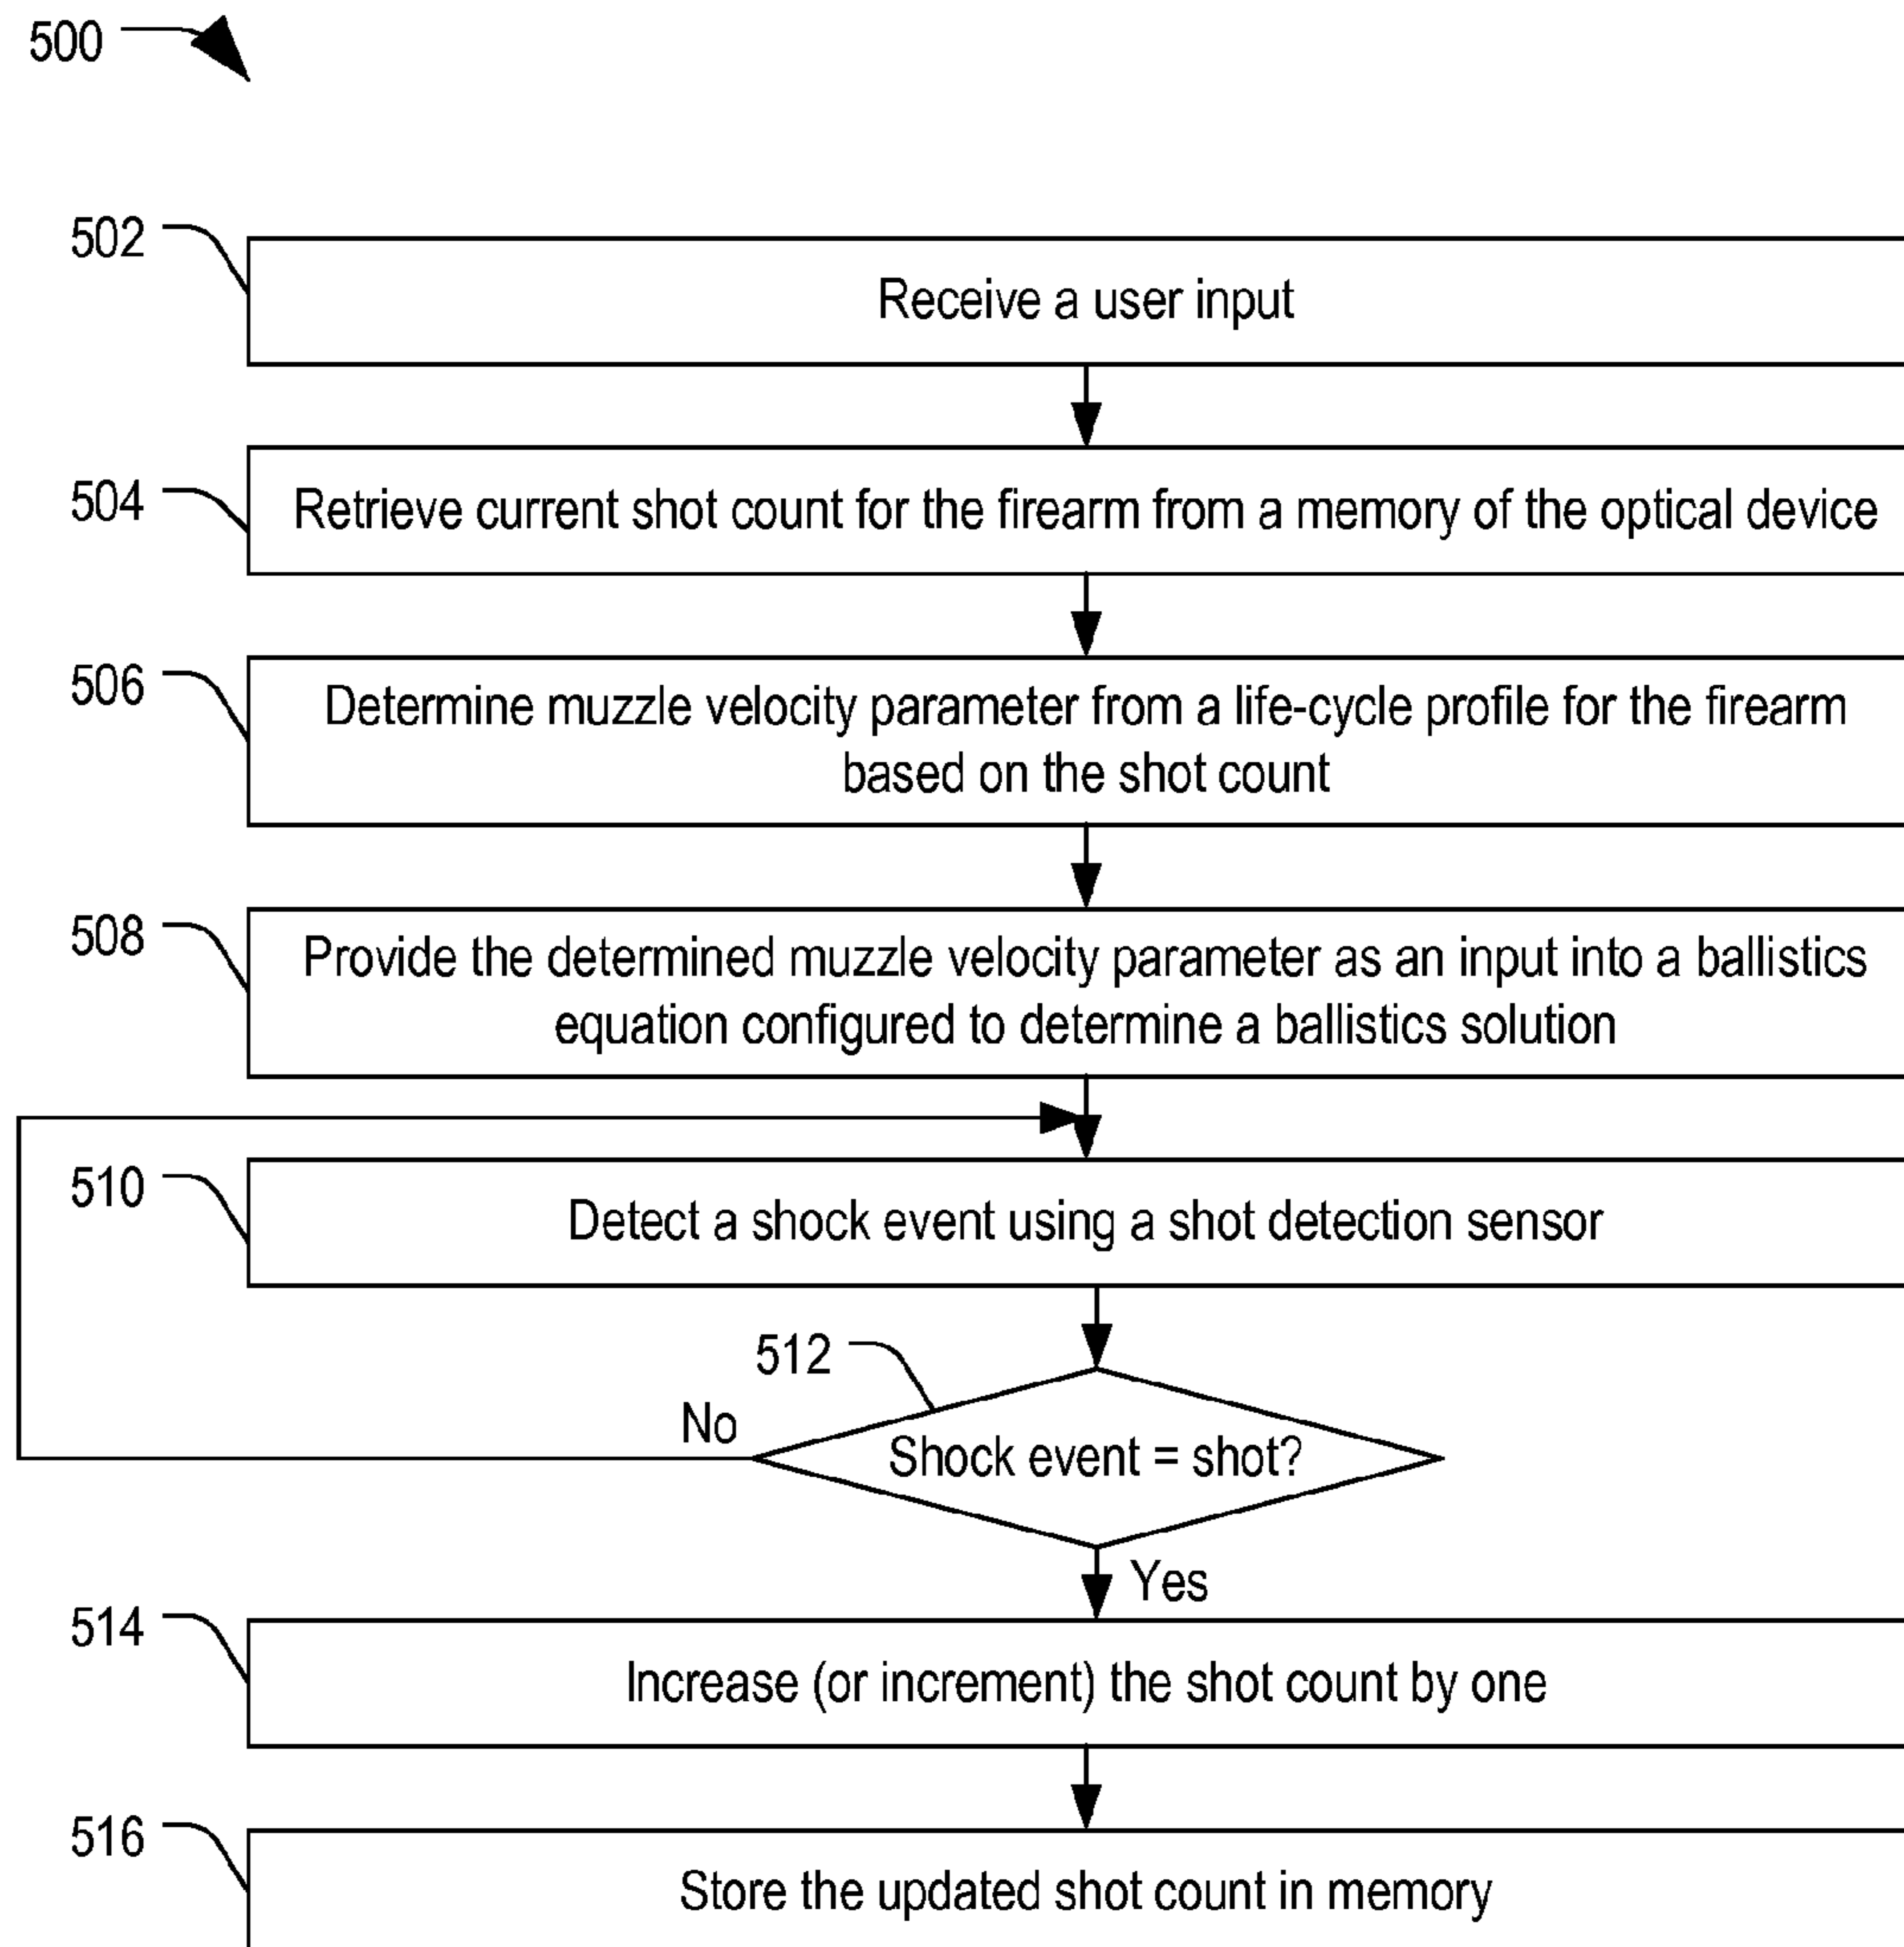 500
502
Receive a user input
504
Retrieve current shot count for the firearm from a memory of the optical device
506
Determine muzzle velocity parameter from a life-cycle profile for the firearm
based on the shot count
508
Provide the determined muzzle velocity parameter as an input into a ballistics
equation configured to determine a ballistics solution
510
Detect a shock event using a shot detection sensor
512
No
Shock event = shot?
Yes
514
Increase (or increment) the shot count by one
516
Store the updated shot count in memory